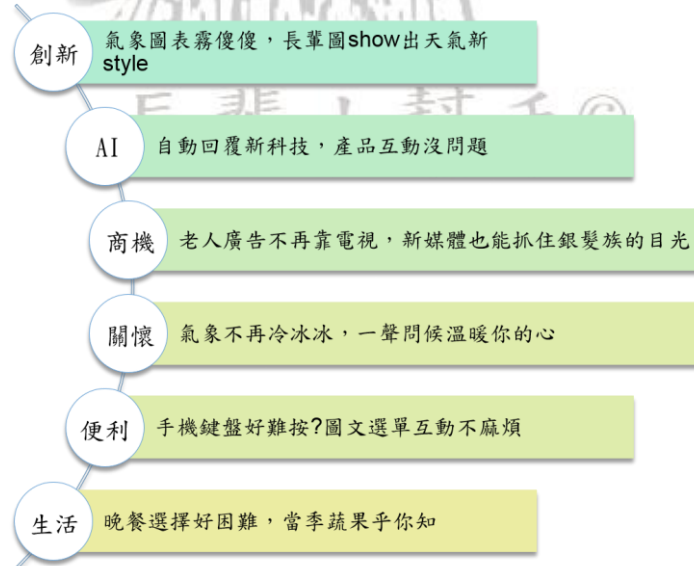 創新
氣象圖表霧傻傻，長輩圖show出天氣新
style
AI
自動回覆新科技，產品互動沒問題
商機
老人廣告不再靠電視，新媒體也能抓住銀髮族的目光
關懷
氣象不再冷冰冰，一聲問候溫暖你的心
便利
手機鍵盤好難按?圖文選單互動不麻煩
生活
晚餐選擇好困難，當季蔬果乎你知